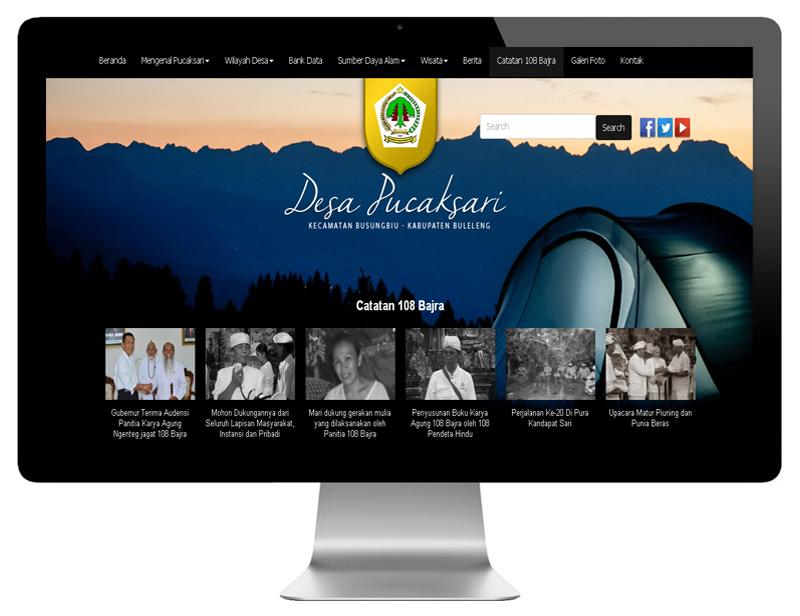 Beranda Mengenal Pucaksari Wilayah Desa Bank Data Sumber Daya Alam Wisata Berita Catatan 108 Bajra Galeri Foto Kontak
Search Search
Desa Pucaksari
KECAMATAN BUSUNGBIU - KABUPATEN BULELENG
Catatan 108 Bajra
Gubernur Terima Audensi
Panitia Karya Agung
Ngenteg jagat 108 Bajra
Mohon Dukungannya dari
Seluruh Lapisan Masyarakat,
Instansi dan Pribadi
Mari dukung gerakan mulia
yang dilaksanakan oleh
Panitia 108 Bajra
Penyusunan Buku Karya
Agung 108 Bajra oleh 108
Pendeta Hindu
Perjalanan Ke-20 Di Pura
Kandapat Sari
Upacara Matur Piuning dan
Punia Beras